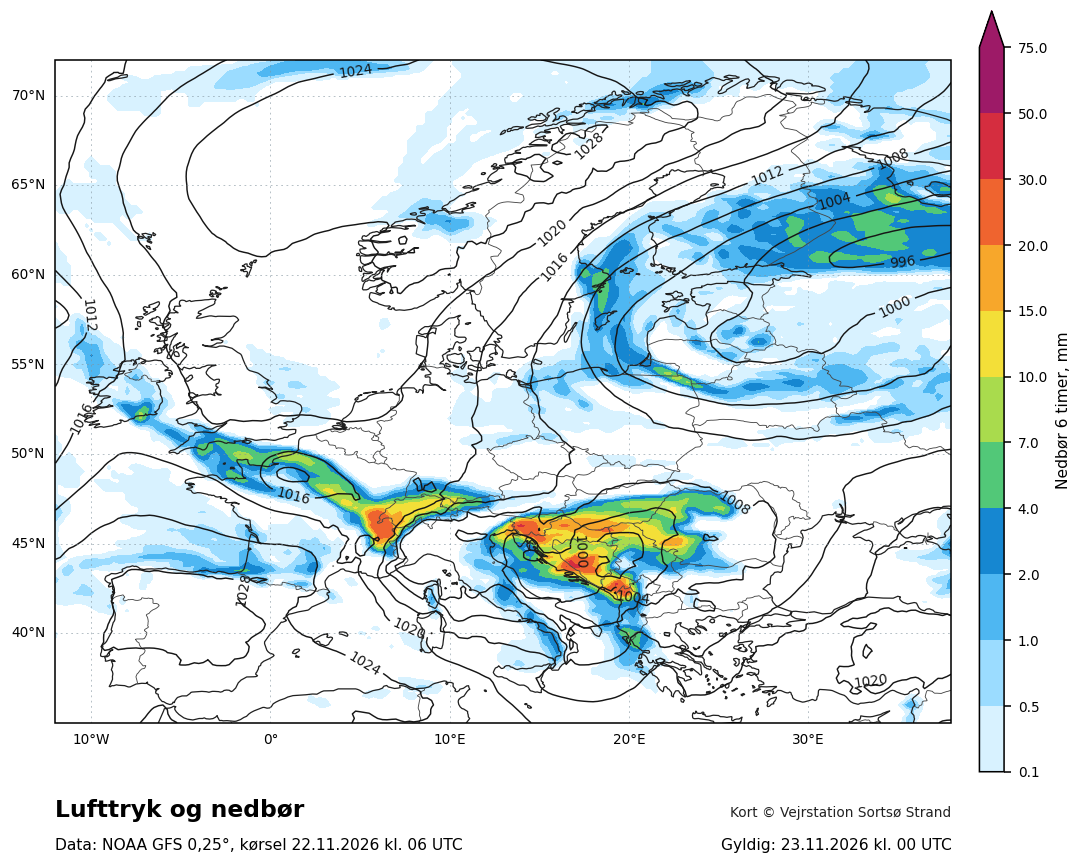 1024
70°N
1028
1008
1012
65°N
1004
1020
1016
60°N
996
1012
1000
55°N
1016
50°N
1016
1008
45°N
1000
1028
1004
1020
40°N
1024
1020
10°W
0°
10°E
20°E
30°E
75.0
50.0
30.0
20.0
15.0
10.0
7.0
4.0
2.0
1.0
0.5
0.1
Nedbør 6 timer, mm
Lufttryk og nedbør
Kort © Vejrstation Sortsø Strand
Data: NOAA GFS 0,25°, kørsel 22.11.2026 kl. 06 UTC
Gyldig: 23.11.2026 kl. 00 UTC